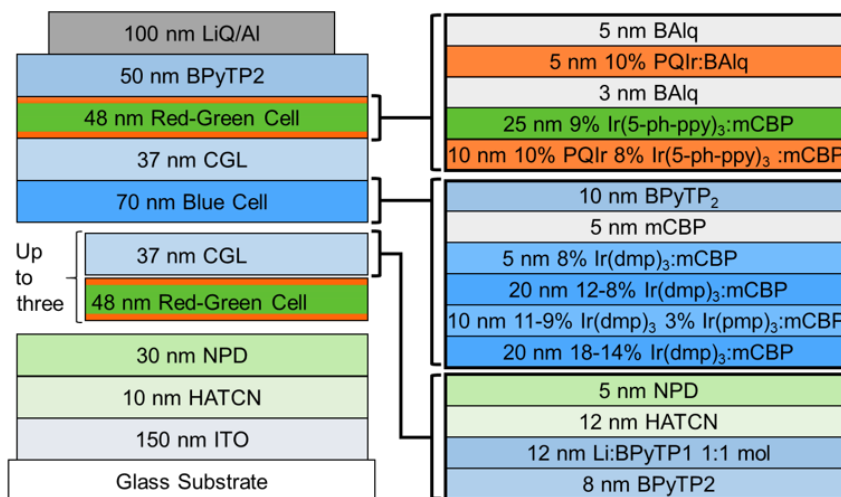 100 nm LiQ/Al
50 nm BPyTP2
48 nm Red-Green Cell
37 nm CGL
70 nm Blue Cell
Up
to
three
37 nm CGL
48 nm Red-Green Cell
30 nm NPD
10 nm HATCN
150 nm ITO
Glass Substrate
5 nm BAlq
5 nm 10% PQIr:BAlq
3 nm BAlq
25 nm 9% Ir(5-ph-ppy)₃:mCBP
10 nm 10% PQIr 8% Ir(5-ph-ppy)₃ :mCBP
10 nm BPyTP₂
5 nm mCBP
5 nm 8% Ir(dmp)₃:mCBP
20 nm 12-8% Ir(dmp)₃:mCBP
10 nm 11-9% Ir(dmp)₃ 3% Ir(pmp)₃:mCBP
20 nm 18-14% Ir(dmp)₃:mCBP
5 nm NPD
12 nm HATCN
12 nm Li:BPyTP1 1:1 mol
8 nm BPyTP2